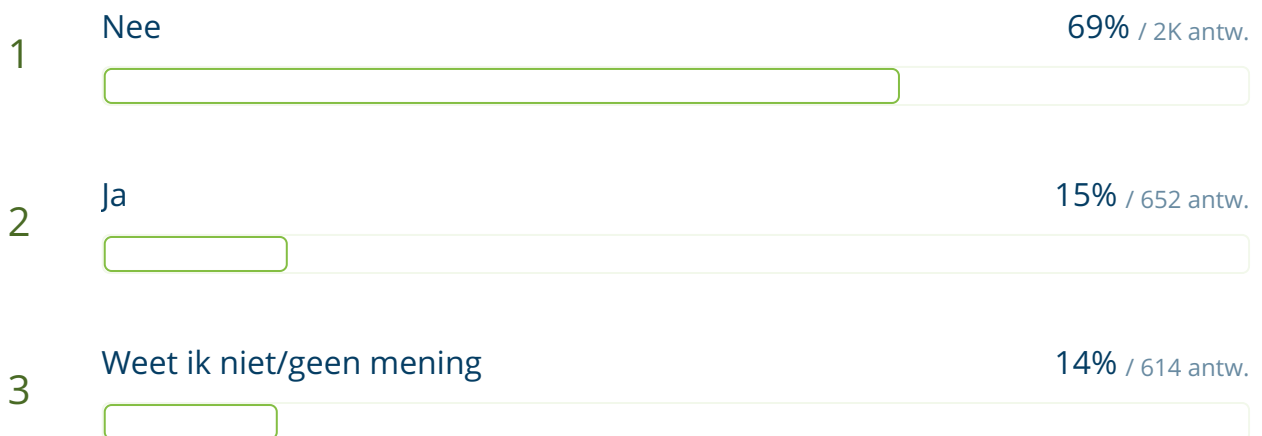 1
Nee
69% / 2K antw.
2
Ja
15% / 652 antw.
3
Weet ik niet/geen mening
14% / 614 antw.